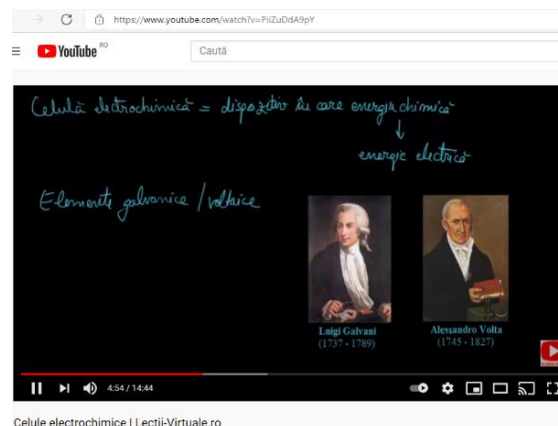 https://www.youtube.com/watch?v=PiiZuDdA9pY
YouTube RO
Caută
Celulă electrochimică = dispozitiv în care energia chimică
↓
energie electrică
Elemente galvanice / voltaice
Luigi Galvani
(1737 - 1789)
Alessandro Volta
(1745 - 1827)
4:54 / 14:44
Celule electrochimice | Lectii-Virtuale.ro